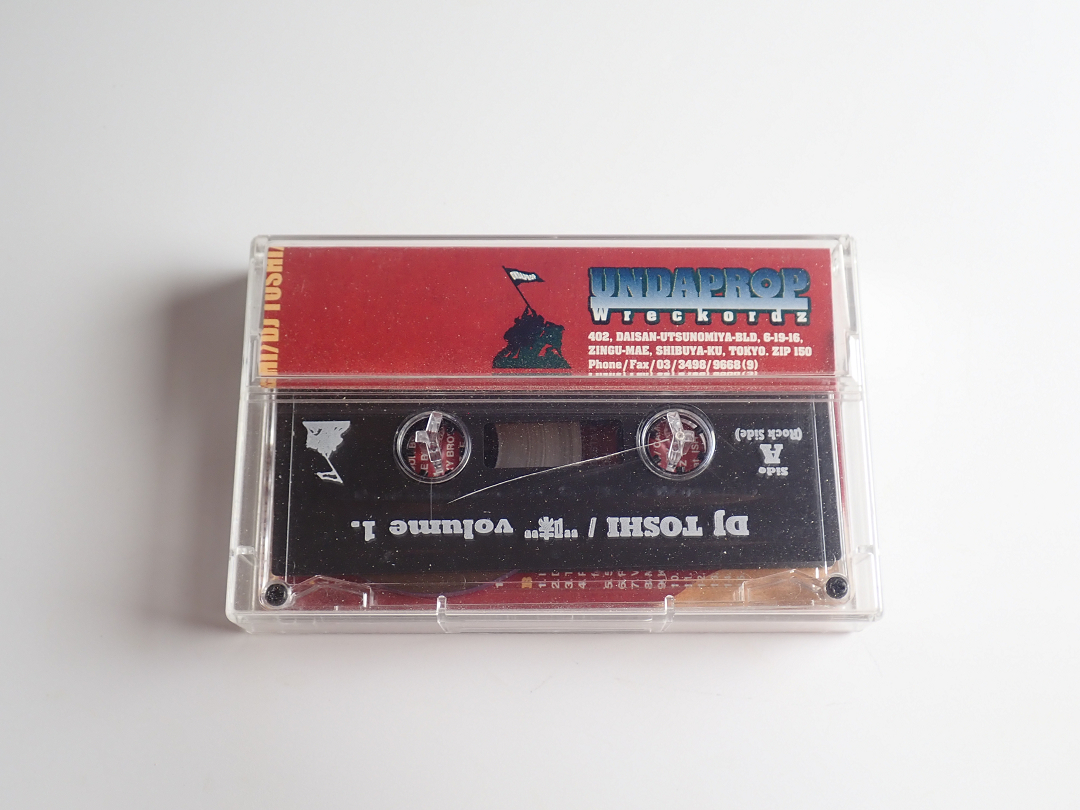 UNDAPROP
Wreckordz
402, DAISAN-UTSUNOMIYA-BLD, 6-19-16,
ZINGU-MAE, SHIBUYA-KU, TOKYO. ZIP 150
Phone/Fax/03/3498/9668(9)
DJ TOSHI
Side
A
(Rock Side)
DJ TOSHI / "味" volume 1.